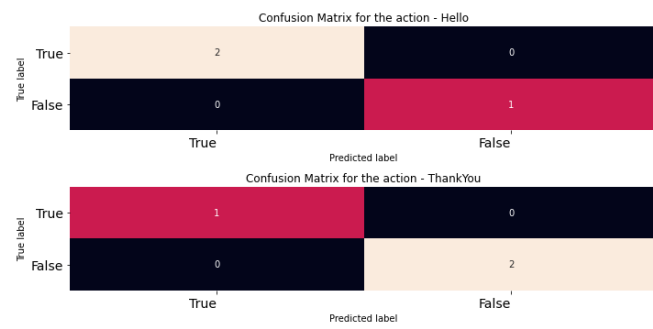 Confusion Matrix for the action - Hello
True label
True
2
0
False
0
1
True
False
Predicted label
Confusion Matrix for the action - ThankYou
True label
True
1
0
False
0
2
True
False
Predicted label